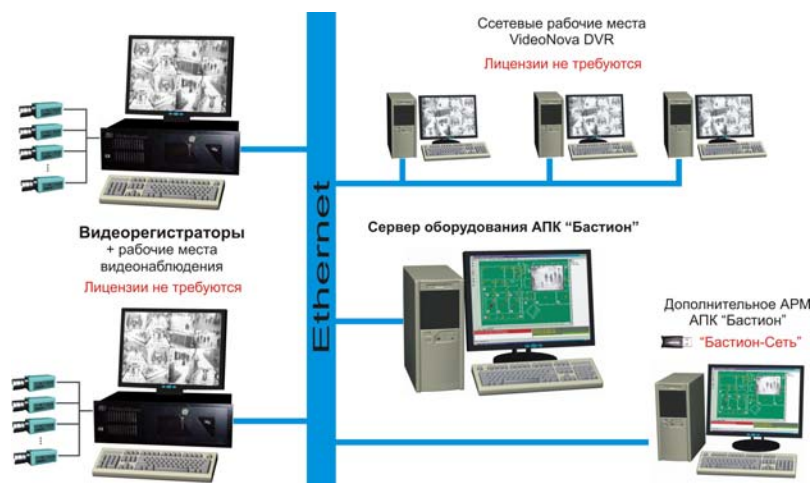 Ссетевые рабочие места
VideoNova DVR
Лицензии не требуются
Видеорегистраторы
+ рабочие места
видеонаблюдения
Лицензии не требуются
Ethernet
Сервер оборудования АПК “Бастион”
Дополнительное АРМ
АПК “Бастион”
“Бастион-Сеть”